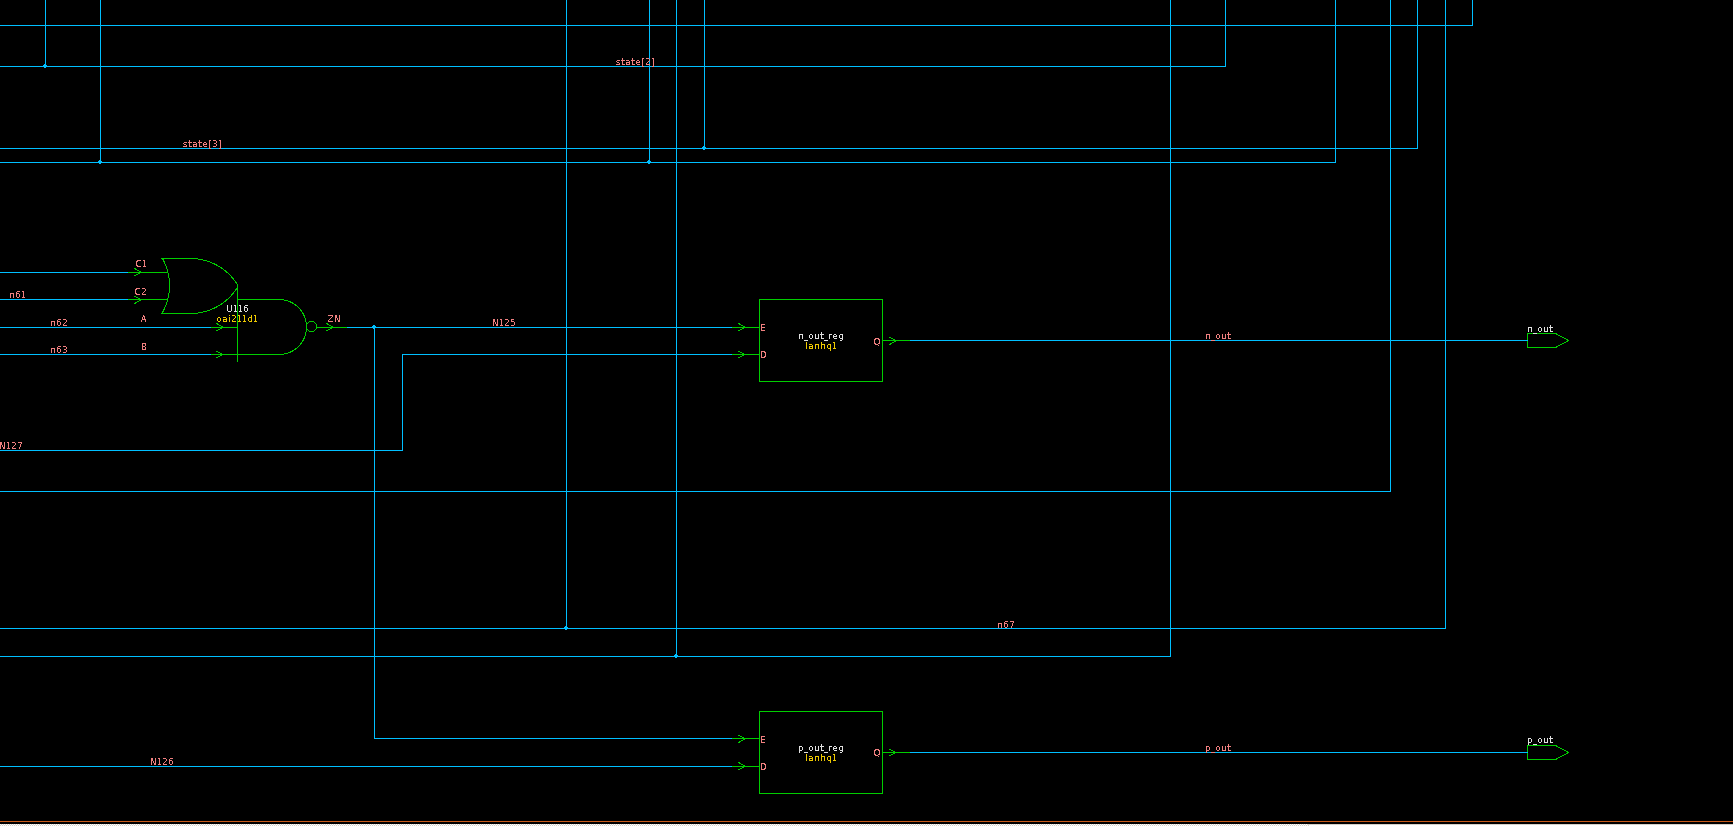 state[2]
state[3]
C1
n61
C2
U116
oai211d1
n62
A
ZN
N125
n63
B
E
n_out_reg
lanhq1
D
Q
n_out
n_out
N127
n67
E
p_out_reg
lanhq1
D
Q
p_out
p_out
N126